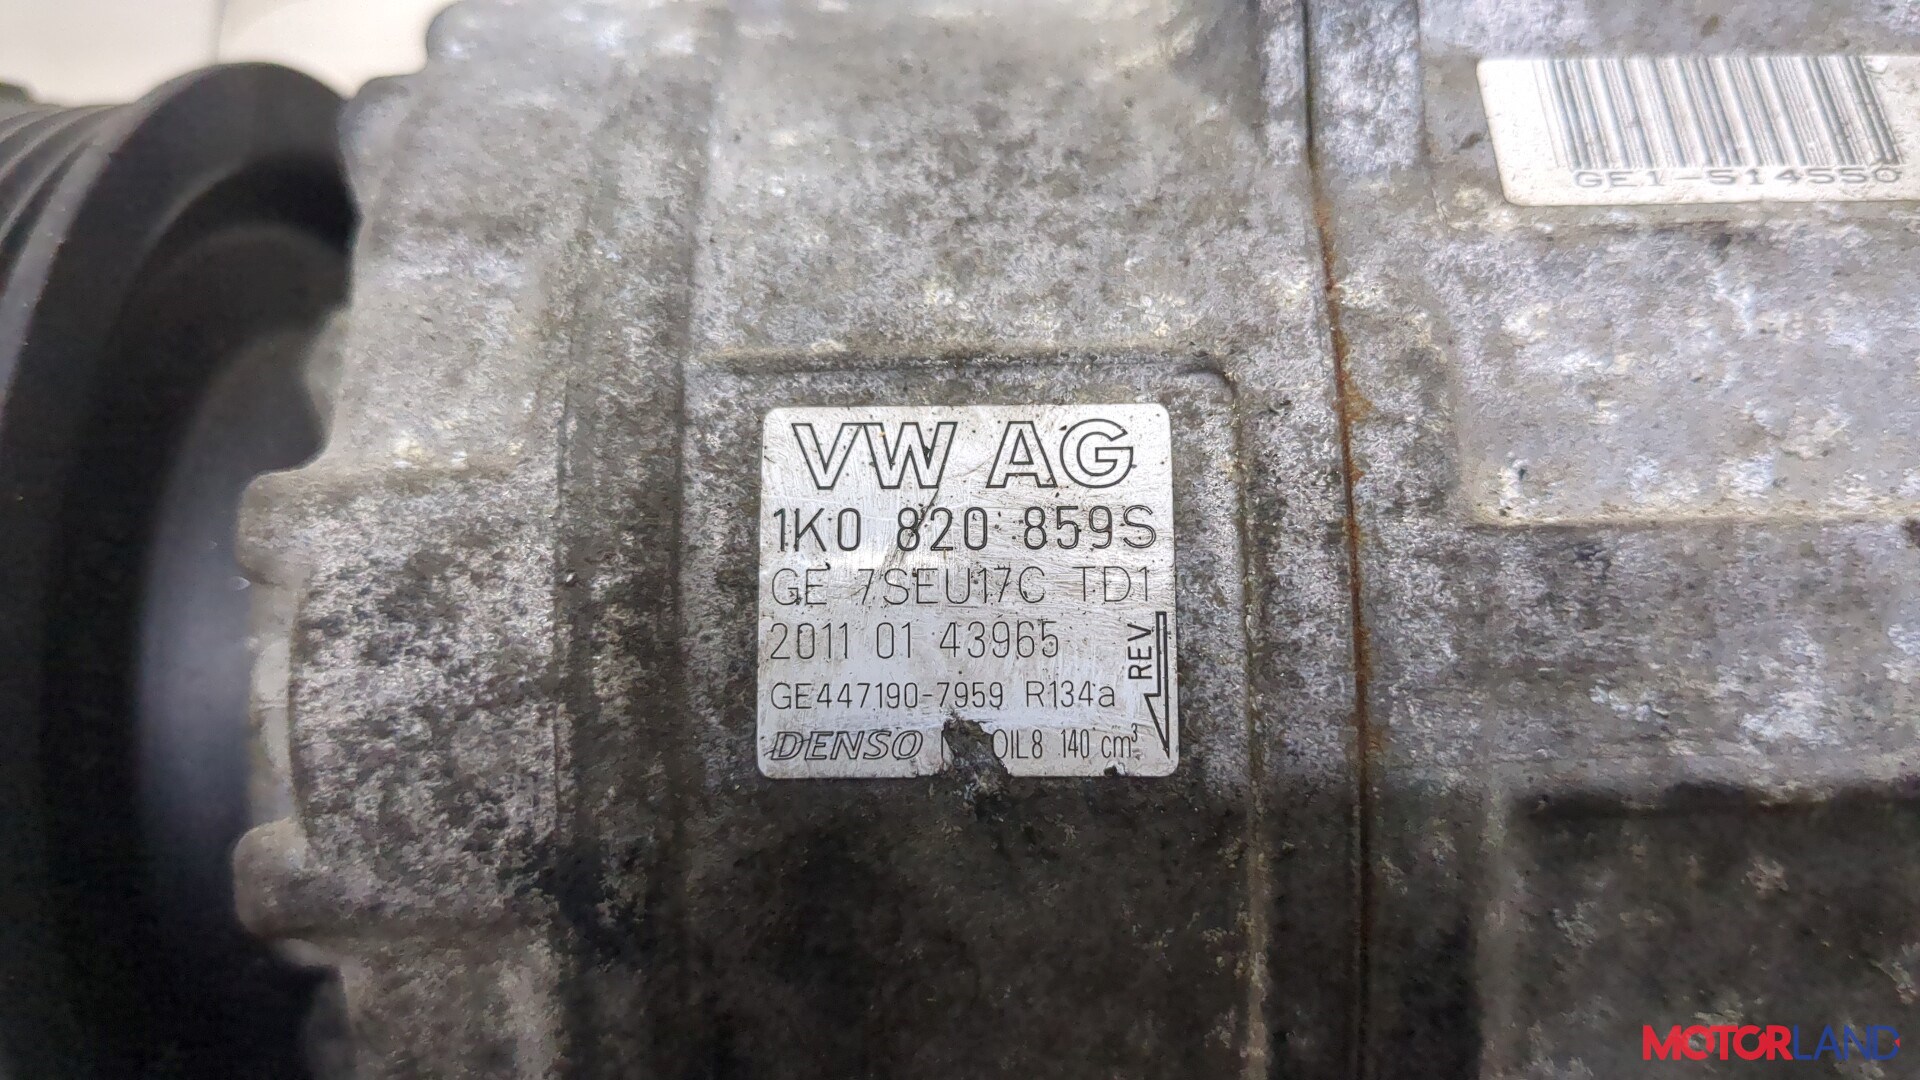 GE1-514550
VW AG
1K0 820 859S
GE 7SEU17C TD1
2011 01 43965
REV
GE447190-7959 R134a
DENSO OIL8 140 cm³
MOTORLAND